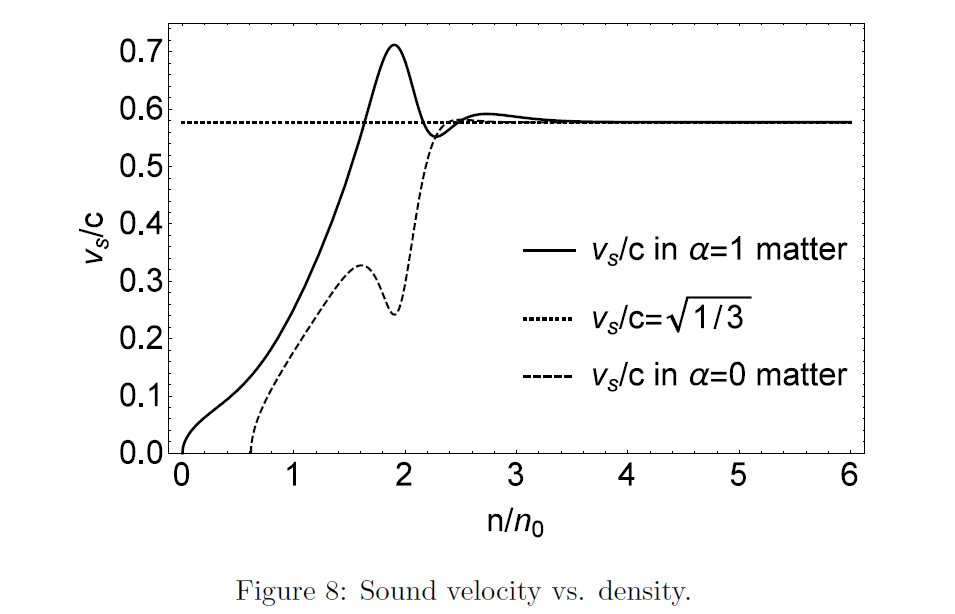 0.7
0.6
0.5
0.4
0.3
0.2
0.1
0.0
v_s/c
v_s/c in α=1 matter
v_s/c=√1/3
v_s/c in α=0 matter
0 1 2 3 4 5 6
n/n_0
Figure 8: Sound velocity vs. density.